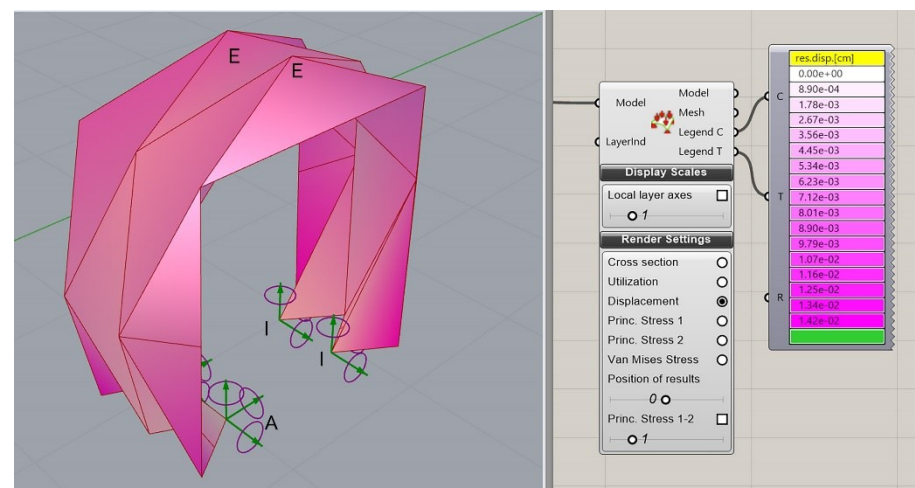 E
E
I
I
A
Model
LayerInd
Model
Mesh
Legend C
Legend T
Display Scales
Local layer axes
1
Render Settings
Cross section
Utilization
Displacement
Princ. Stress 1
Princ. Stress 2
Van Mises Stress
Position of results
0
Princ. Stress 1-2
1
C
T
R
res.disp.[cm]
0.00e+00
8.90e-04
1.78e-03
2.67e-03
3.56e-03
4.45e-03
5.34e-03
6.23e-03
7.12e-03
8.01e-03
8.90e-03
9.79e-03
1.07e-02
1.16e-02
1.25e-02
1.34e-02
1.42e-02